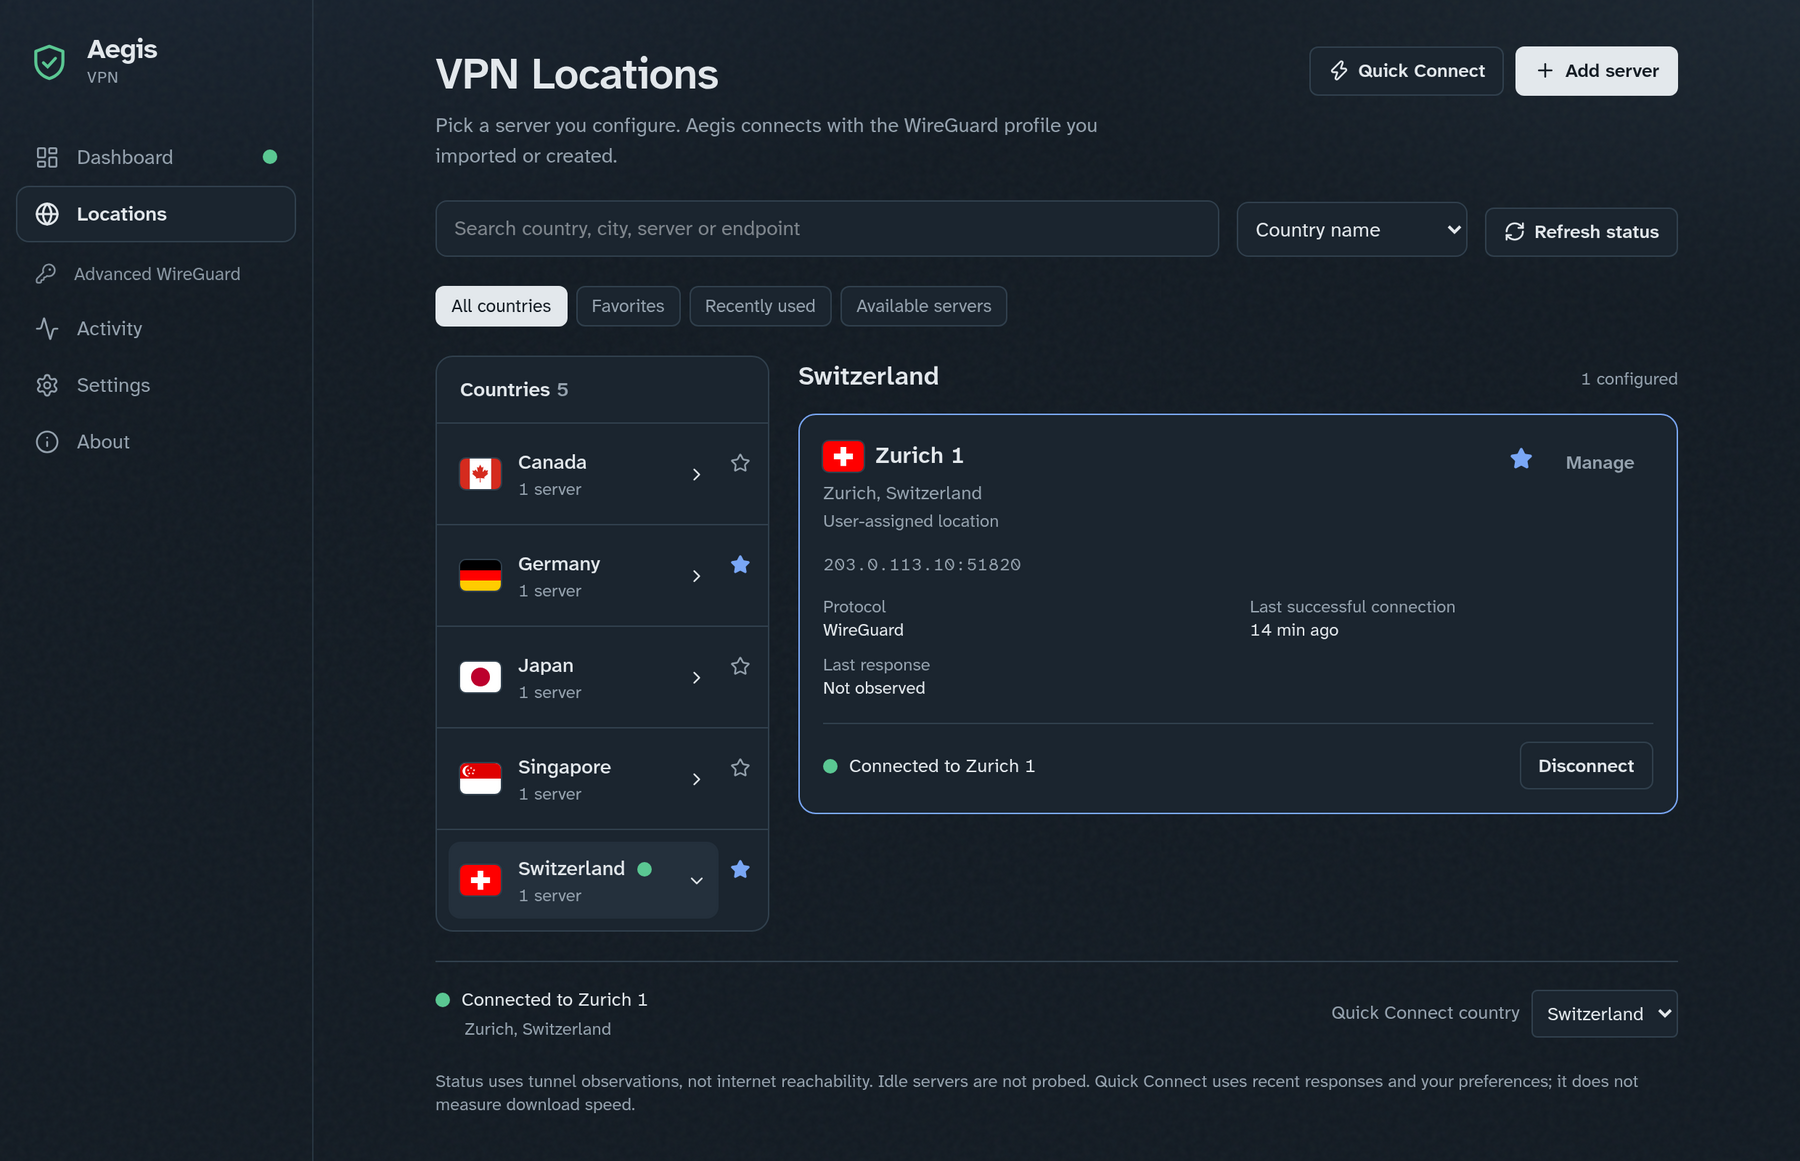 Aegis
VPN
Dashboard
Locations
Advanced WireGuard
Activity
Settings
About
VPN Locations
Pick a server you configure. Aegis connects with the WireGuard profile you
imported or created.
Quick Connect
Add server
Search country, city, server or endpoint
Country name
Refresh status
All countries
Favorites
Recently used
Available servers
Countries 5
Canada
1 server
Germany
1 server
Japan
1 server
Singapore
1 server
Switzerland
1 server
Switzerland
1 configured
Zurich 1
Manage
Zurich, Switzerland
User-assigned location
203.0.113.10:51820
Protocol
WireGuard
Last successful connection
14 min ago
Last response
Not observed
Connected to Zurich 1
Disconnect
Connected to Zurich 1
Zurich, Switzerland
Quick Connect country
Switzerland
Status uses tunnel observations, not internet reachability. Idle servers are not probed. Quick Connect uses recent responses and your preferences; it does not
measure download speed.